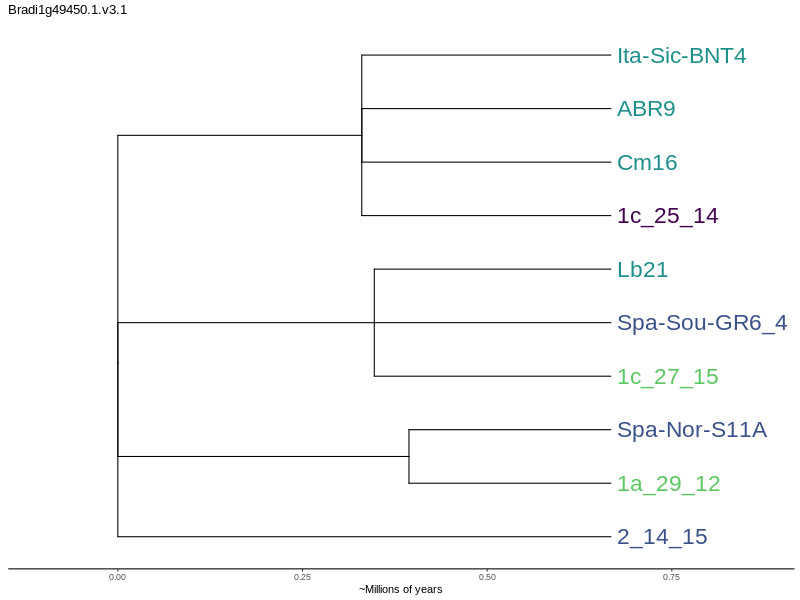 Bradi1g49450.1.v3.1
Ita-Sic-BNT4
ABR9
Cm16
1c_25_14
Lb21
Spa-Sou-GR6_4
1c_27_15
Spa-Nor-S11A
1a_29_12
2_14_15
0.00 0.25 0.50 0.75
~Millions of years